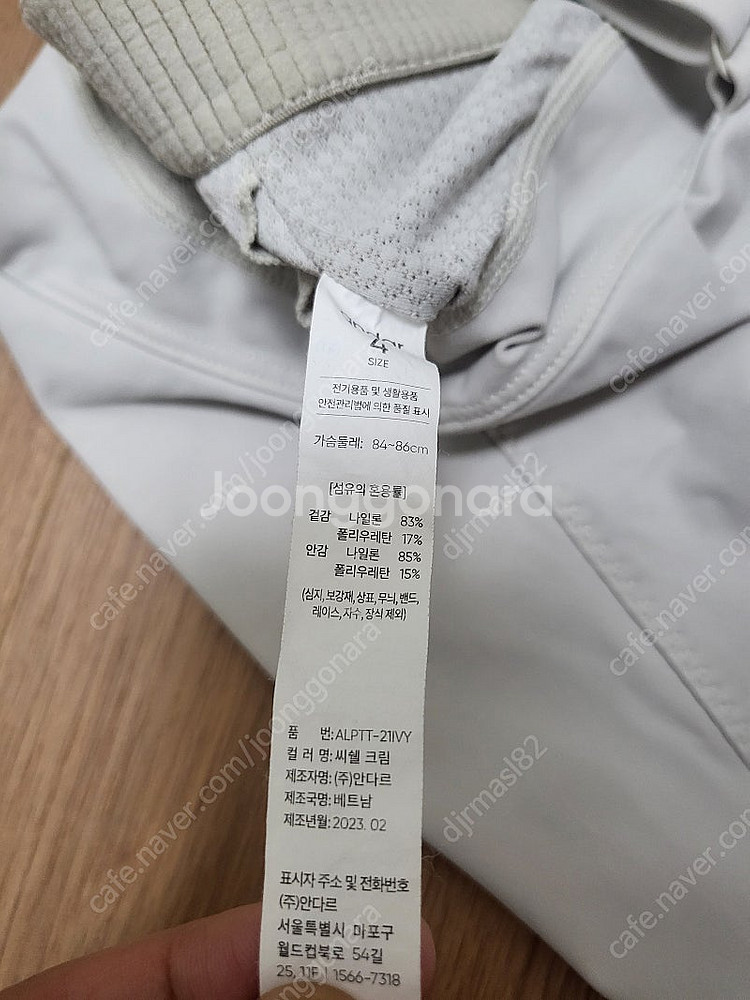 andar
4
SIZE
전기용품 및 생활용품
안전관리법에 의한 품질 표시
가슴둘레: 84~86cm
[섬유의 혼용률]
Joonggonara
겉감 나일론 83%
폴리우레탄 17%
안감 나일론 85%
폴리우레탄 15%
(심지, 보강재, 상표, 무늬, 밴드,
레이스, 자수, 장식 제외)
품 번: ALPTT-21IVY
컬 러 명: 씨쉘 크림
제조자명: (주)안다르
제조국명: 베트남
제조년월: 2023. 02
표시자 주소 및 전화번호
(주)안다르
서울특별시 마포구
월드컵북로 54길
25, 11F | 1566-7318
cafe.naver.com/joonggonara
djrmasl82